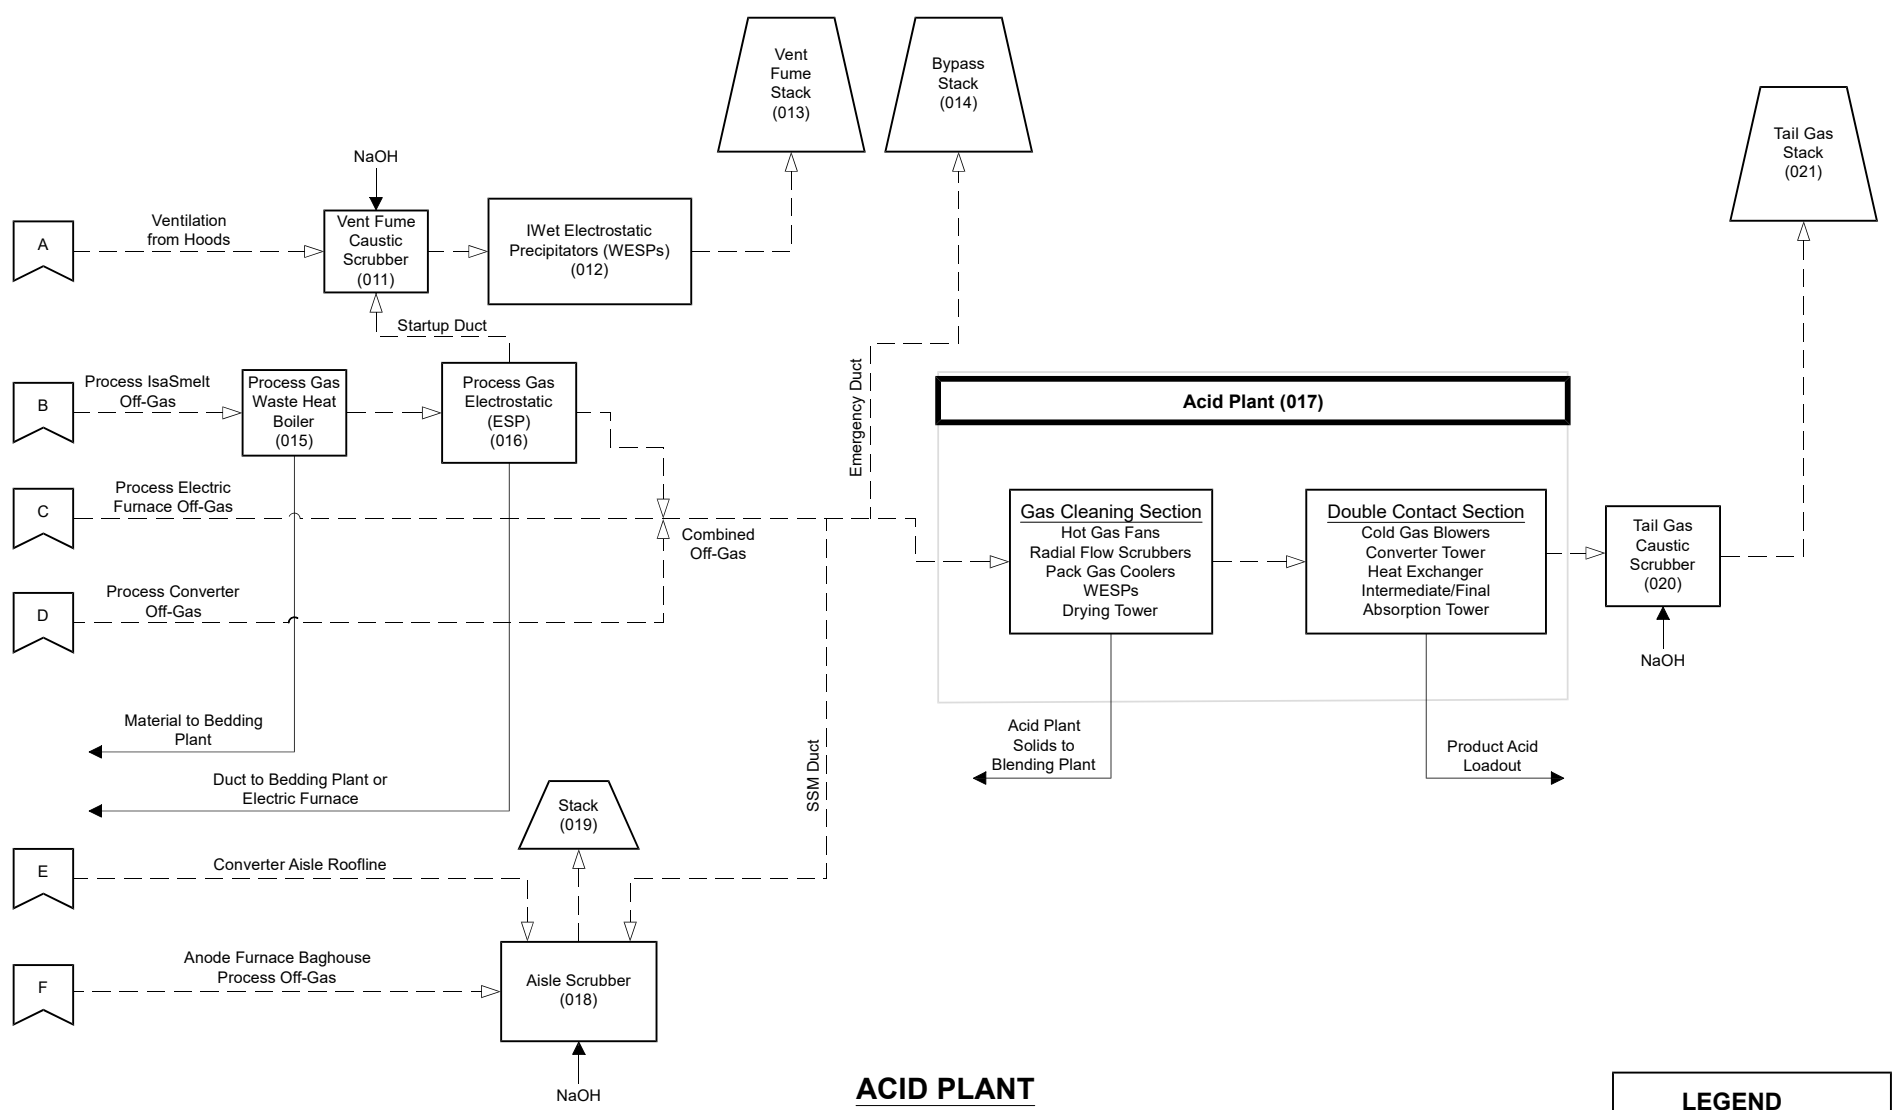 Vent
Fume
Stack
(013)
Bypass
Stack
(014)
Tail Gas
Stack
(021)
NaOH
A
Ventilation
from Hoods
Vent Fume
Caustic
Scrubber
(011)
IWet Electrostatic
Precipitators (WESPs)
(012)
Startup Duct
B
Process IsaSmelt
Off-Gas
Process Gas
Waste Heat
Boiler
(015)
Process Gas
Electrostatic
(ESP)
(016)
Emergency Duct
Acid Plant (017)
C
Process Electric
Furnace Off-Gas
Combined
Off-Gas
Gas Cleaning Section
Hot Gas Fans
Radial Flow Scrubbers
Pack Gas Coolers
WESPs
Drying Tower
Double Contact Section
Cold Gas Blowers
Converter Tower
Heat Exchanger
Intermediate/Final
Absorption Tower
Tail Gas
Caustic
Scrubber
(020)
NaOH
D
Process Converter
Off-Gas
Material to Bedding
Plant
Duct to Bedding Plant or
Electric Furnace
SSM Duct
Acid Plant
Solids to
Blending Plant
Product Acid
Loadout
Stack
(019)
E
Converter Aisle Roofline
F
Anode Furnace Baghouse
Process Off-Gas
Aisle Scrubber
(018)
NaOH
ACID PLANT
LEGEND